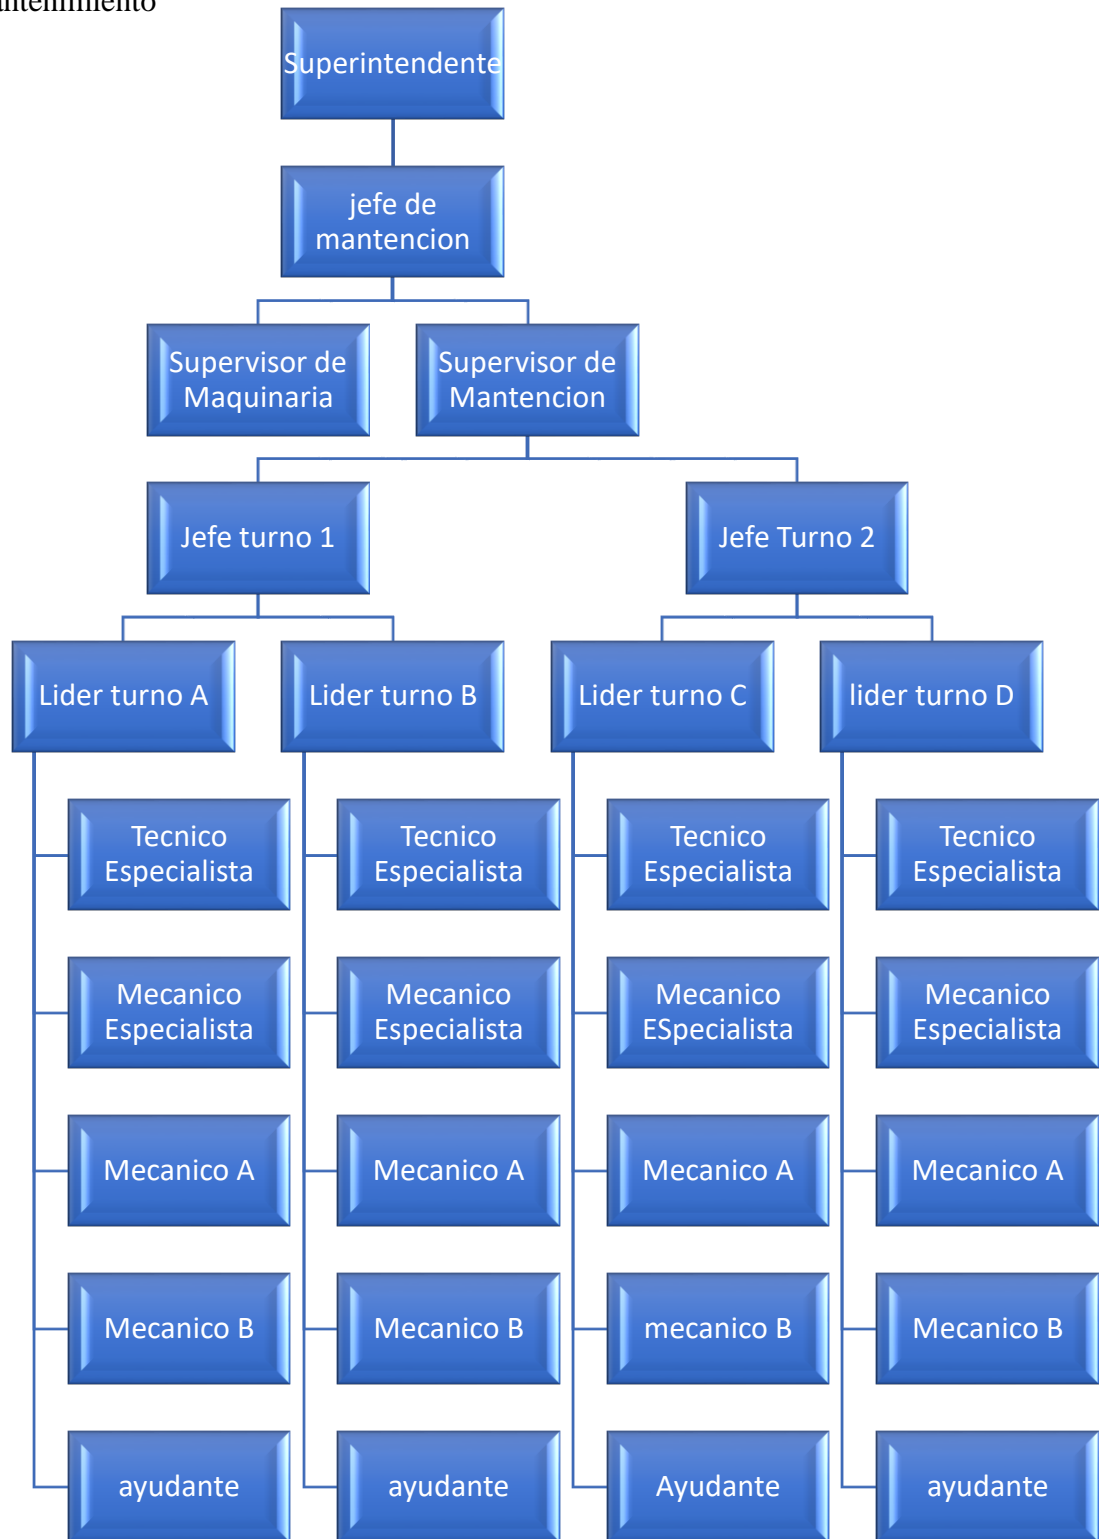 Superintendente
jefe de
mantencion
Supervisor de
Maquinaria
Supervisor de
Mantencion
Jefe turno 1
Jefe Turno 2
Lider turno A
Lider turno B
Lider turno C
lider turno D
Tecnico
Especialista
Tecnico
Especialista
Tecnico
Especialista
Tecnico
Especialista
Mecanico
Especialista
Mecanico
Especialista
Mecanico
ESpecialista
Mecanico
Especialista
Mecanico A
Mecanico A
Mecanico A
Mecanico A
Mecanico B
Mecanico B
mecanico B
Mecanico B
ayudante
ayudante
Ayudante
ayudante